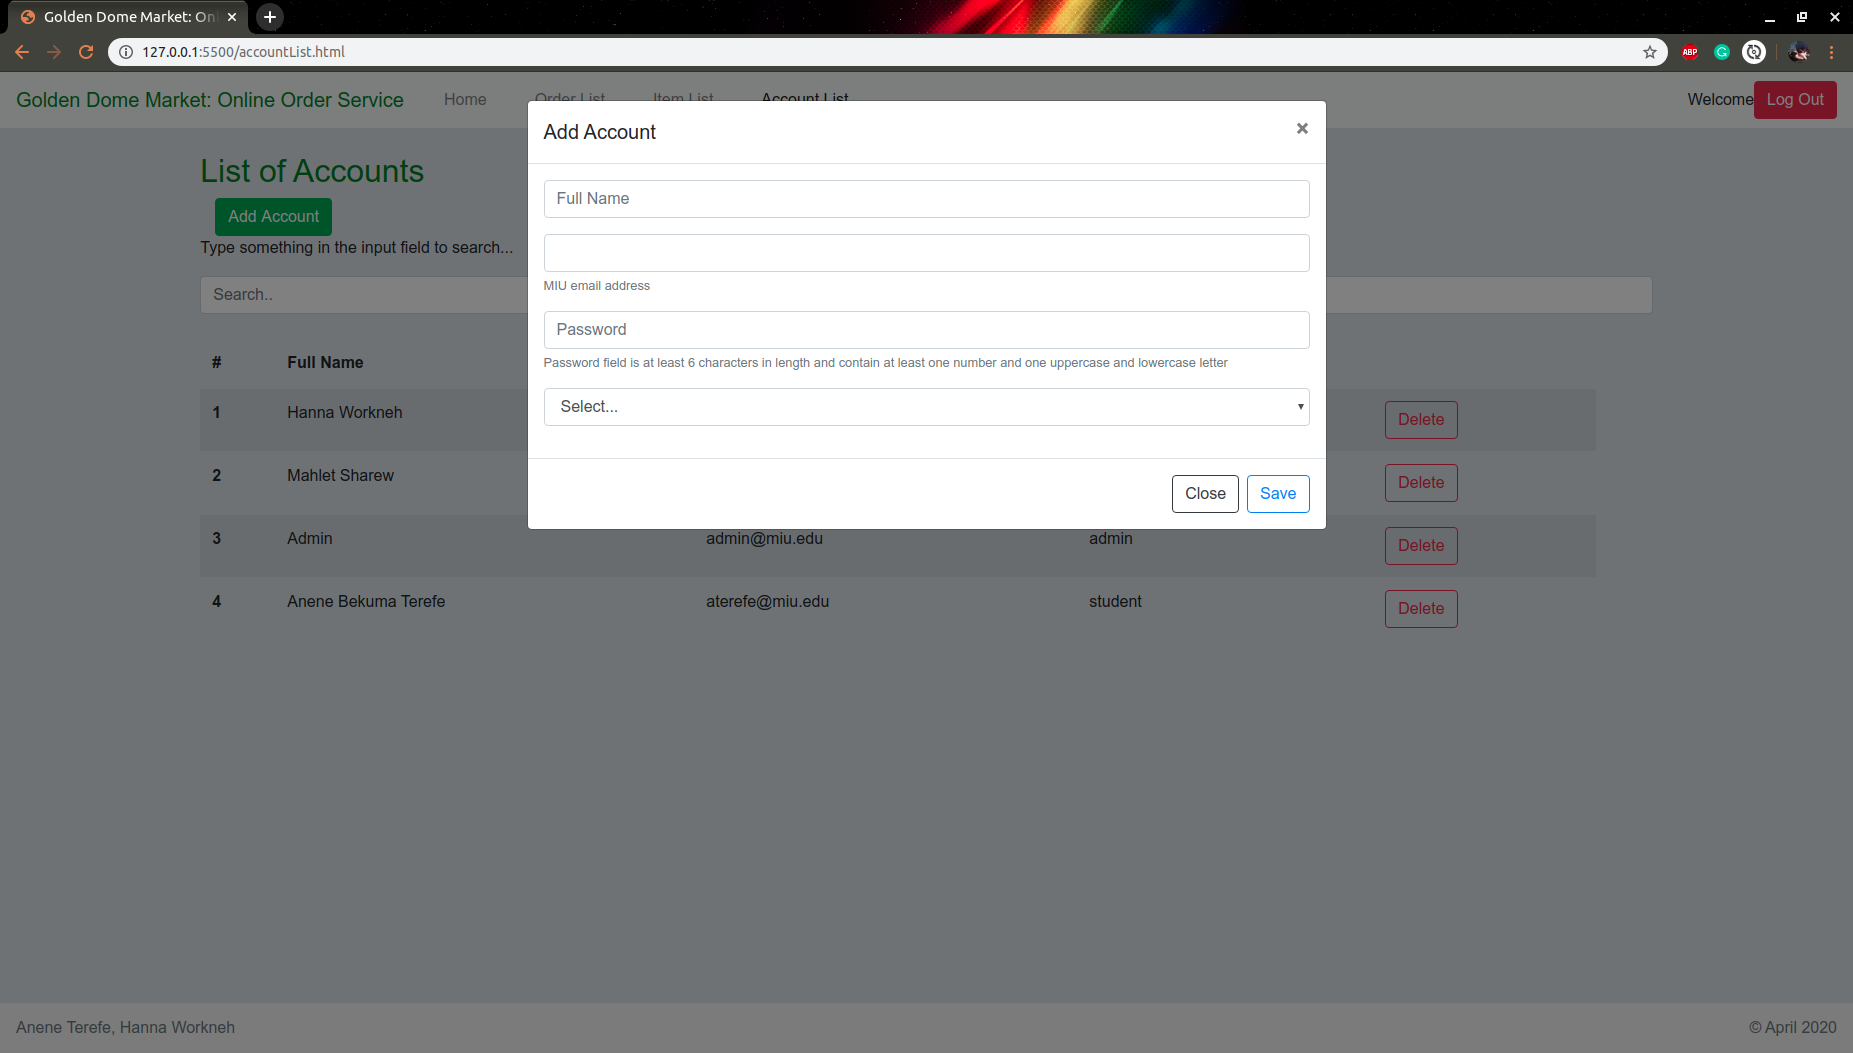 Golden Dome Market: Onl
127.0.0.1:5500/accountList.html
ABP
Golden Dome Market: Online Order Service Home Order List Item List Account List Welcome Log Out
Add Account
List of Accounts
Add Account
Type something in the input field to search...
Search..
Full Name
MIU email address
Password
Password field is at least 6 characters in length and contain at least one number and one uppercase and lowercase letter
Select...
Close Save
# Full Name
1 Hanna Workneh Delete
2 Mahlet Sharew Delete
3 Admin admin@miu.edu admin Delete
4 Anene Bekuma Terefe aterefe@miu.edu student Delete
Anene Terefe, Hanna Workneh © April 2020